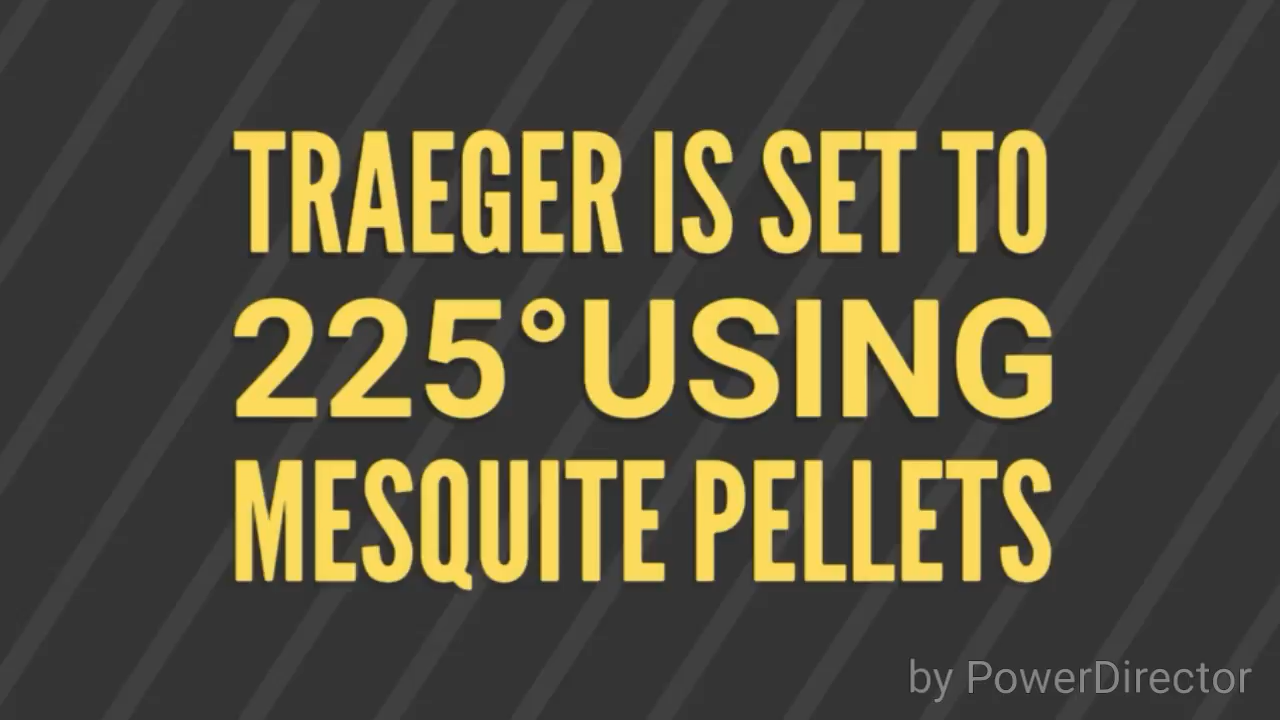 TRAEGER IS SET TO
225°USING
MESQUITE PELLETS
by PowerDirector